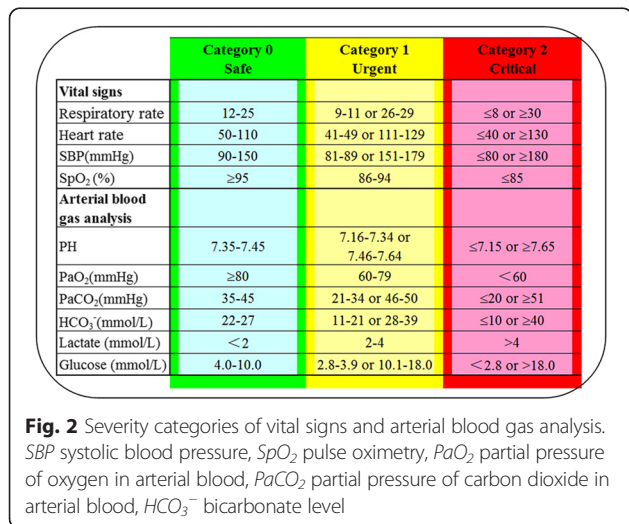 Category 0 Category 1 Category 2
Safe Urgent Critical
Vital signs
Respiratory rate 12-25 9-11 or 26-29 ≤8 or ≥30
Heart rate 50-110 41-49 or 111-129 ≤40 or ≥130
SBP(mmHg) 90-150 81-89 or 151-179 ≤80 or ≥180
SpO₂ (%) ≥95 86-94 ≤85
Arterial blood
gas analysis
PH 7.35-7.45 7.16-7.34 or 7.46-7.64 ≤7.15 or ≥7.65
PaO₂(mmHg) ≥80 60-79 <60
PaCO₂(mmHg) 35-45 21-34 or 46-50 ≤20 or ≥51
HCO₃⁻(mmol/L) 22-27 11-21 or 28-39 ≤10 or ≥40
Lactate (mmol/L) <2 2-4 >4
Glucose (mmol/L) 4.0-10.0 2.8-3.9 or 10.1-18.0 <2.8 or >18.0
Fig. 2 Severity categories of vital signs and arterial blood gas analysis.
SBP systolic blood pressure, SpO₂ pulse oximetry, PaO₂ partial pressure
of oxygen in arterial blood, PaCO₂ partial pressure of carbon dioxide in
arterial blood, HCO₃⁻ bicarbonate level